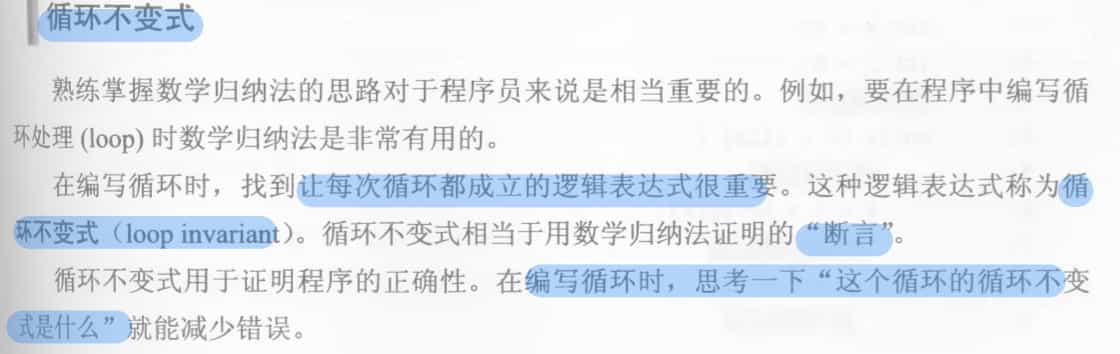 循环不变式
熟练掌握数学归纳法的思路对于程序员来说是相当重要的。例如，要在程序中编写循
环处理 (loop) 时数学归纳法是非常有用的。
在编写循环时，找到让每次循环都成立的逻辑表达式很重要。这种逻辑表达式称为循
环不变式（loop invariant）。循环不变式相当于用数学归纳法证明的“断言”。
循环不变式用于证明程序的正确性。在编写循环时，思考一下“这个循环的循环不变
式是什么”就能减少错误。